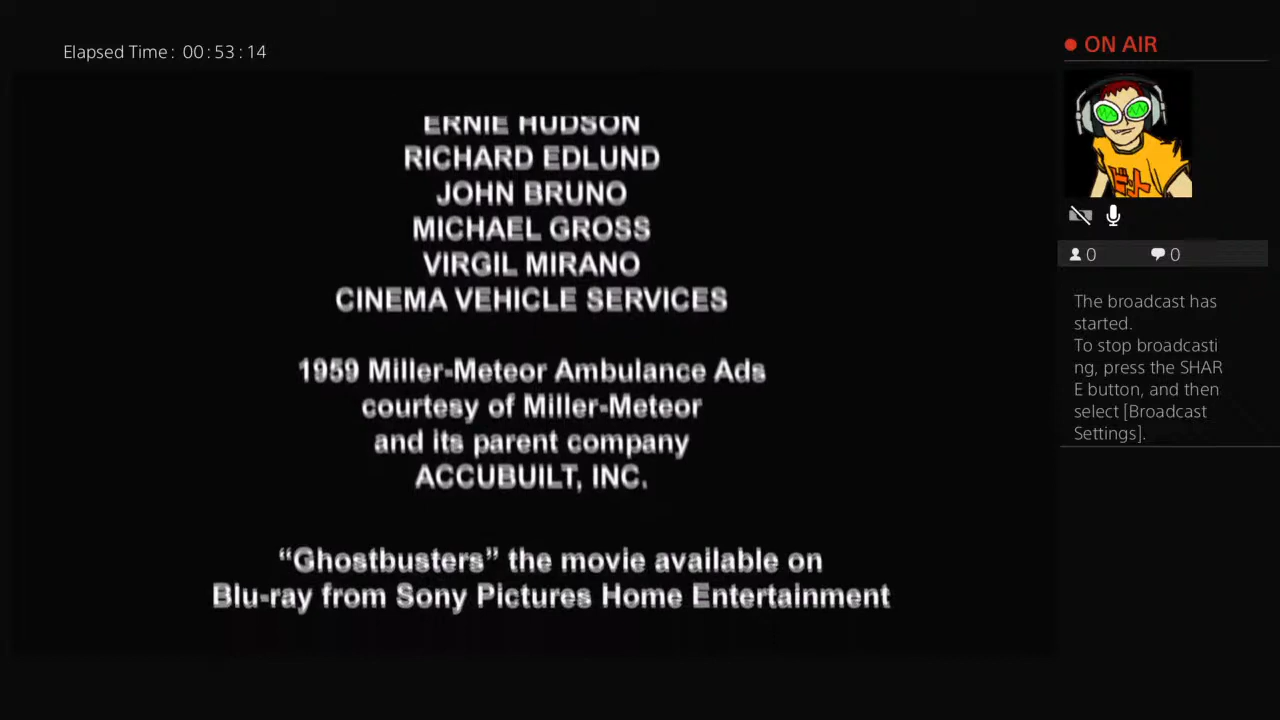 Elapsed Time: 00:53:14
ON AIR
ERNIE HUDSON
RICHARD EDLUND
JOHN BRUNO
MICHAEL GROSS
VIRGIL MIRANO
CINEMA VEHICLE SERVICES
1959 Miller-Meteor Ambulance Ads
courtesy of Miller-Meteor
and its parent company
ACCUBUILT, INC.
“Ghostbusters” the movie available on
Blu-ray from Sony Pictures Home Entertainment
ビート
0
0
The broadcast has
started.
To stop broadcasti
ng, press the SHAR
E button, and then
select [Broadcast
Settings].